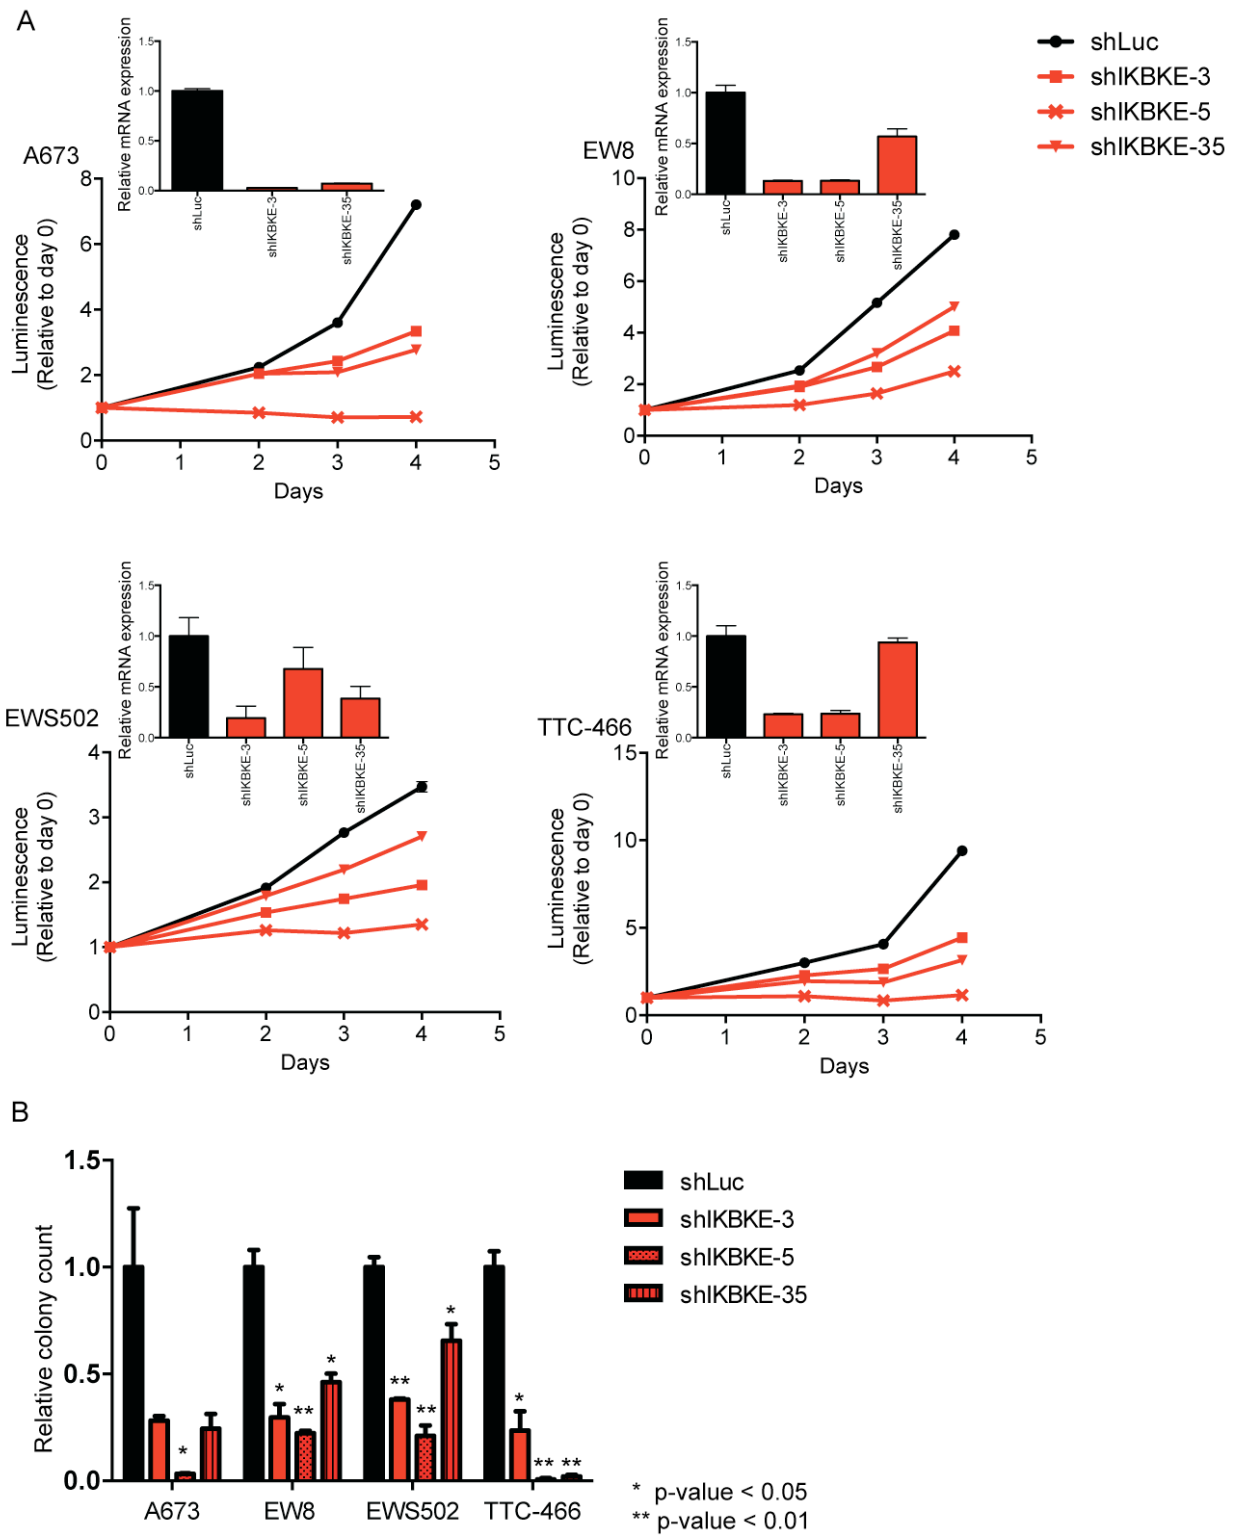 A
shLuc
shIKBKE-3
shIKBKE-5
shIKBKE-35
A673
Relative mRNA expression
1.5
1.0
0.5
0.0
shLuc
shIKBKE-3
shIKBKE-35
Luminescence
(Relative to day 0)
8
6
4
2
0
0 1 2 3 4 5
Days
EW8
Relative mRNA expression
1.5
1.0
0.5
0.0
shLuc
shIKBKE-3
shIKBKE-5
shIKBKE-35
Luminescence
(Relative to day 0)
10
8
6
4
2
0
0 1 2 3 4 5
Days
EWS502
Relative mRNA expression
1.5
1.0
0.5
0.0
shLuc
shIKBKE-3
shIKBKE-5
shIKBKE-35
Luminescence
(Relative to day 0)
4
3
2
1
0
0 1 2 3 4 5
Days
TTC-466
Relative mRNA expression
1.5
1.0
0.5
0.0
shLuc
shIKBKE-3
shIKBKE-5
shIKBKE-35
Luminescence
(Relative to day 0)
15
10
5
0
0 1 2 3 4 5
Days
B
Relative colony count
1.5
1.0
0.5
0.0
*
* ** *
** ** *
* ** **
A673 EW8 EWS502 TTC-466
shLuc
shIKBKE-3
shIKBKE-5
shIKBKE-35
* p-value < 0.05
** p-value < 0.01